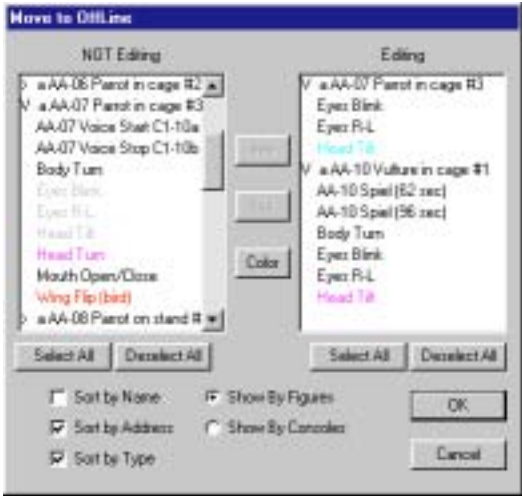 Move to OffLine
NOT Editing
Editing
> a AA-06 Parrot in cage #2
V a AA-07 Parrot in cage #3
AA-07 Voice Start C1-10a
AA-07 Voice Stop C1-10b
Body Turn
Eyes Blink
Eyes R-L
Head Tilt
Head Turn
Mouth Open/Close
Wing Flip (bird)
> a AA-08 Parrot on stand #
Color
V a AA-07 Parrot in cage #3
Eyes Blink
Eyes R-L
Head Tilt
V a AA-10 Vulture in cage #1
AA-10 Spiel (62 sec)
AA-10 Spiel (96 sec)
Body Turn
Eyes Blink
Eyes R-L
Head Tilt
Select All
Deselect All
Select All
Deselect All
Sort by Name
Show By Figures
OK
Sort by Address
Show By Consoles
Sort by Type
Cancel